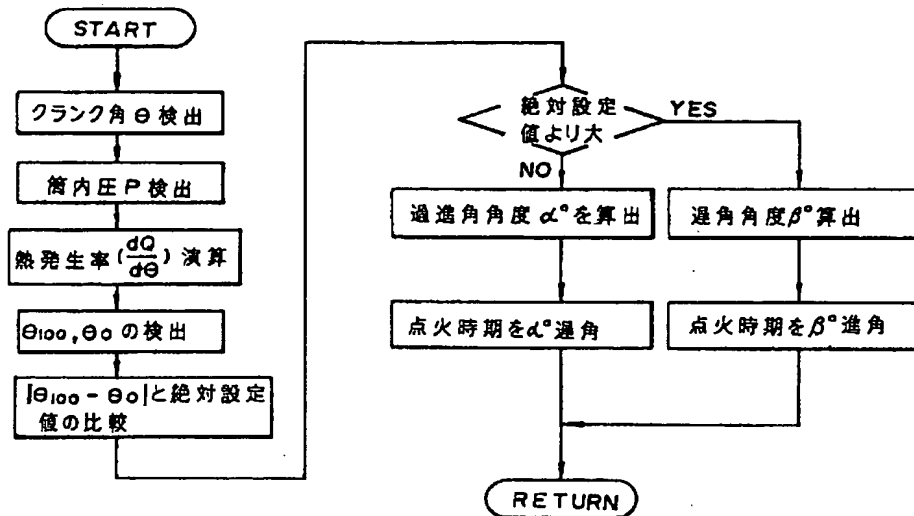 START
クランク角θ検出
筒内圧P検出
熱発生率(dQ/dθ)演算
θ100,θ0の検出
|θ100-θ0|と絶対設定
値の比較
絶対設定
値より大
YES
NO
過進角角度α°を算出
点火時期をα°遅角
遅角角度β°算出
点火時期をβ°進角
RETURN